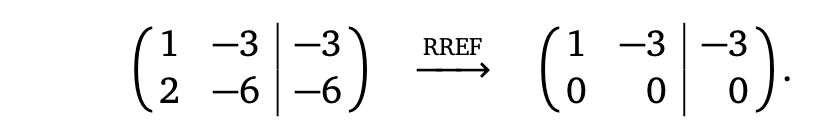 ( 1 −3 | −3 ) RREF ⟶ ( 1 −3 | −3 )
( 2 −6 | −6 ) ( 0 0 | 0 ).